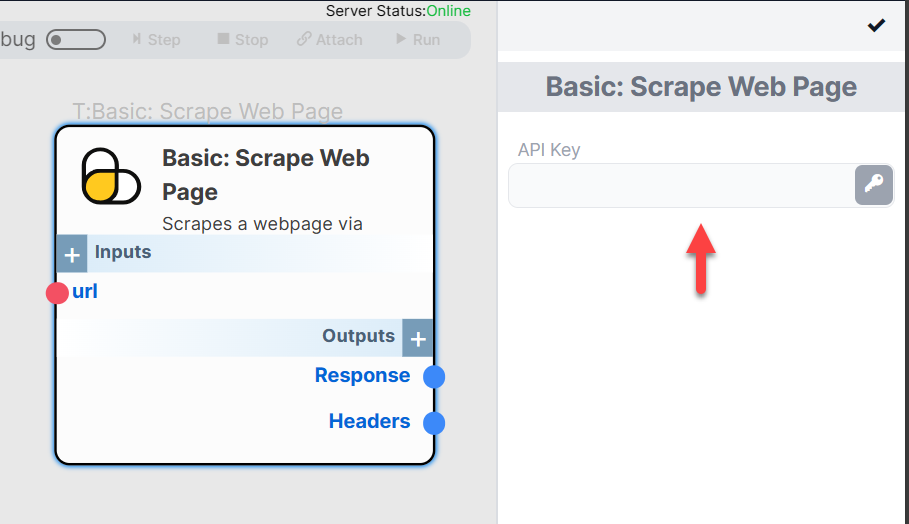 Server Status:Online
bug
Step
Stop
Attach
Run
T:Basic: Scrape Web Page
Basic: Scrape Web
Page
Scrapes a webpage via
+ Inputs
url
Outputs +
Response
Headers
Basic: Scrape Web Page
API Key